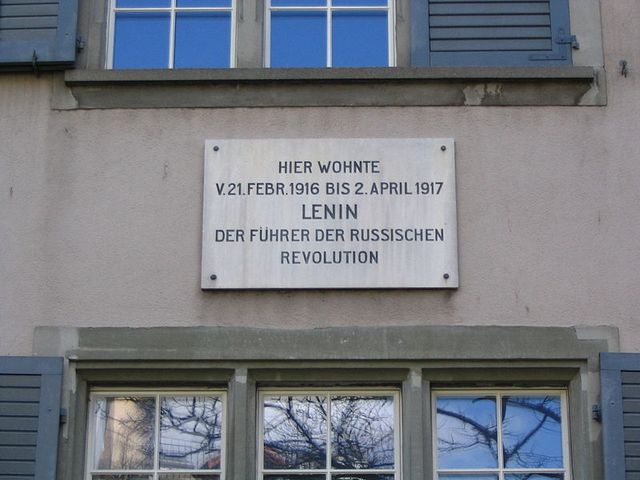 HIER WOHNTE
V.21.FEBR.1916 BIS 2.APRIL 1917
LENIN
DER FÜHRER DER RUSSISCHEN
REVOLUTION